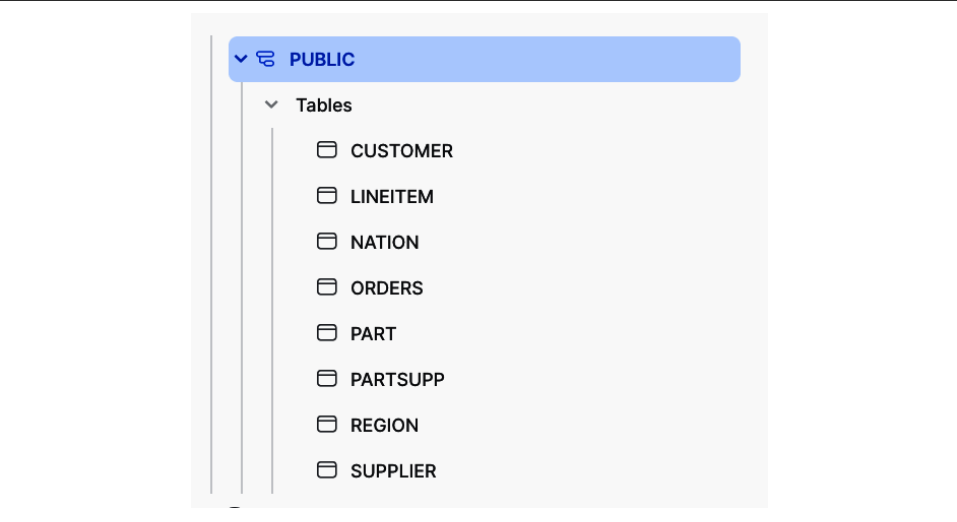 PUBLIC
Tables
CUSTOMER
LINEITEM
NATION
ORDERS
PART
PARTSUPP
REGION
SUPPLIER